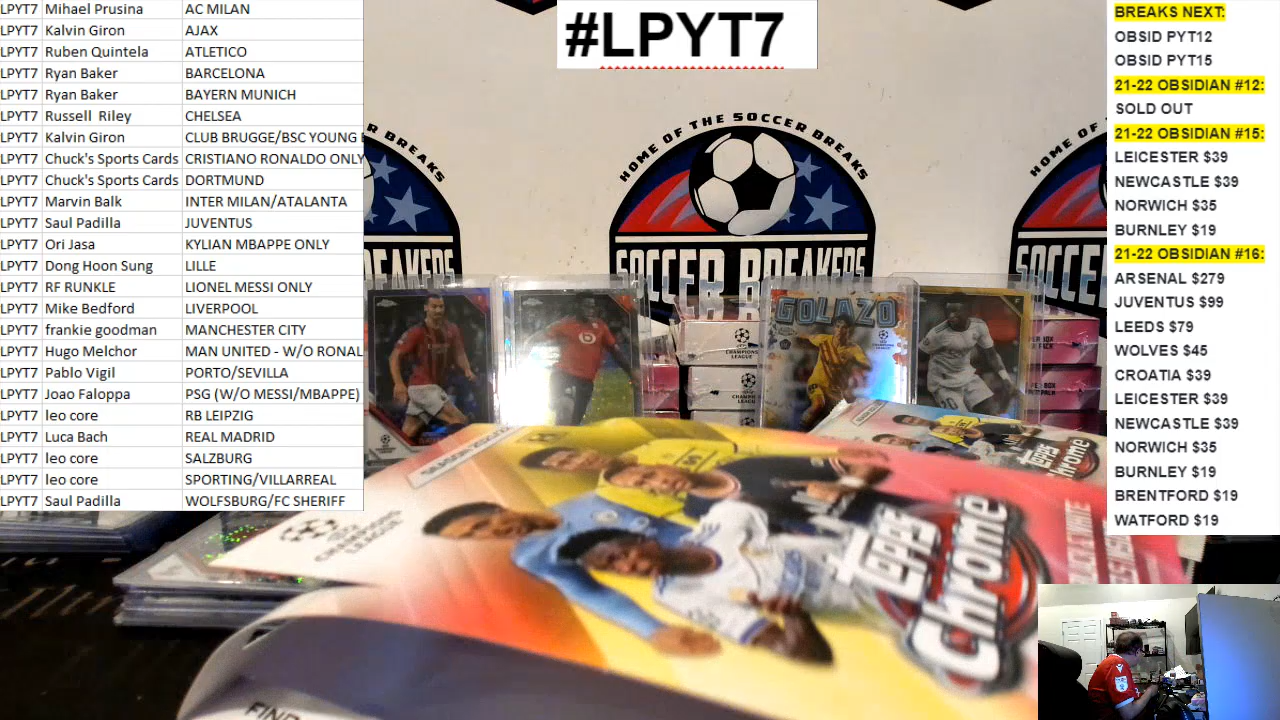 LPYT7 Mihael Prusina AC MILAN
LPYT7 Kalvin Giron AJAX
LPYT7 Ruben Quintela ATLETICO
LPYT7 Ryan Baker BARCELONA
LPYT7 Ryan Baker BAYERN MUNICH
LPYT7 Russell Riley CHELSEA
LPYT7 Kalvin Giron CLUB BRUGGE/BSC YOUNG
LPYT7 Chuck's Sports Cards CRISTIANO RONALDO ONLY
LPYT7 Chuck's Sports Cards DORTMUND
LPYT7 Marvin Balk INTER MILAN/ATALANTA
LPYT7 Saul Padilla JUVENTUS
LPYT7 Ori Jasa KYLIAN MBAPPE ONLY
LPYT7 Dong Hoon Sung LILLE
LPYT7 RF RUNKLE LIONEL MESSI ONLY
LPYT7 Mike Bedford LIVERPOOL
LPYT7 frankie goodman MANCHESTER CITY
LPYT7 Hugo Melchor MAN UNITED - W/O RONAL
LPYT7 Pablo Vigil PORTO/SEVILLA
LPYT7 Joao Faloppa PSG (W/O MESSI/MBAPPE)
LPYT7 leo core RB LEIPZIG
LPYT7 Luca Bach REAL MADRID
LPYT7 leo core SALZBURG
LPYT7 leo core SPORTING/VILLARREAL
LPYT7 Saul Padilla WOLFSBURG/FC SHERIFF
#LPYT7
HOME OF THE SOCCER BREAKS
SOCCER BREAKERS
GOLAZO
CHAMPIONS LEAGUE
Topps Chrome
Topps
Chrome
BREAKS NEXT:
OBSID PYT12
OBSID PYT15
21-22 OBSIDIAN #12:
SOLD OUT
21-22 OBSIDIAN #15:
LEICESTER $39
NEWCASTLE $39
NORWICH $35
BURNLEY $19
21-22 OBSIDIAN #16:
ARSENAL $279
JUVENTUS $99
LEEDS $79
WOLVES $45
CROATIA $39
LEICESTER $39
NEWCASTLE $39
NORWICH $35
BURNLEY $19
BRENTFORD $19
WATFORD $19